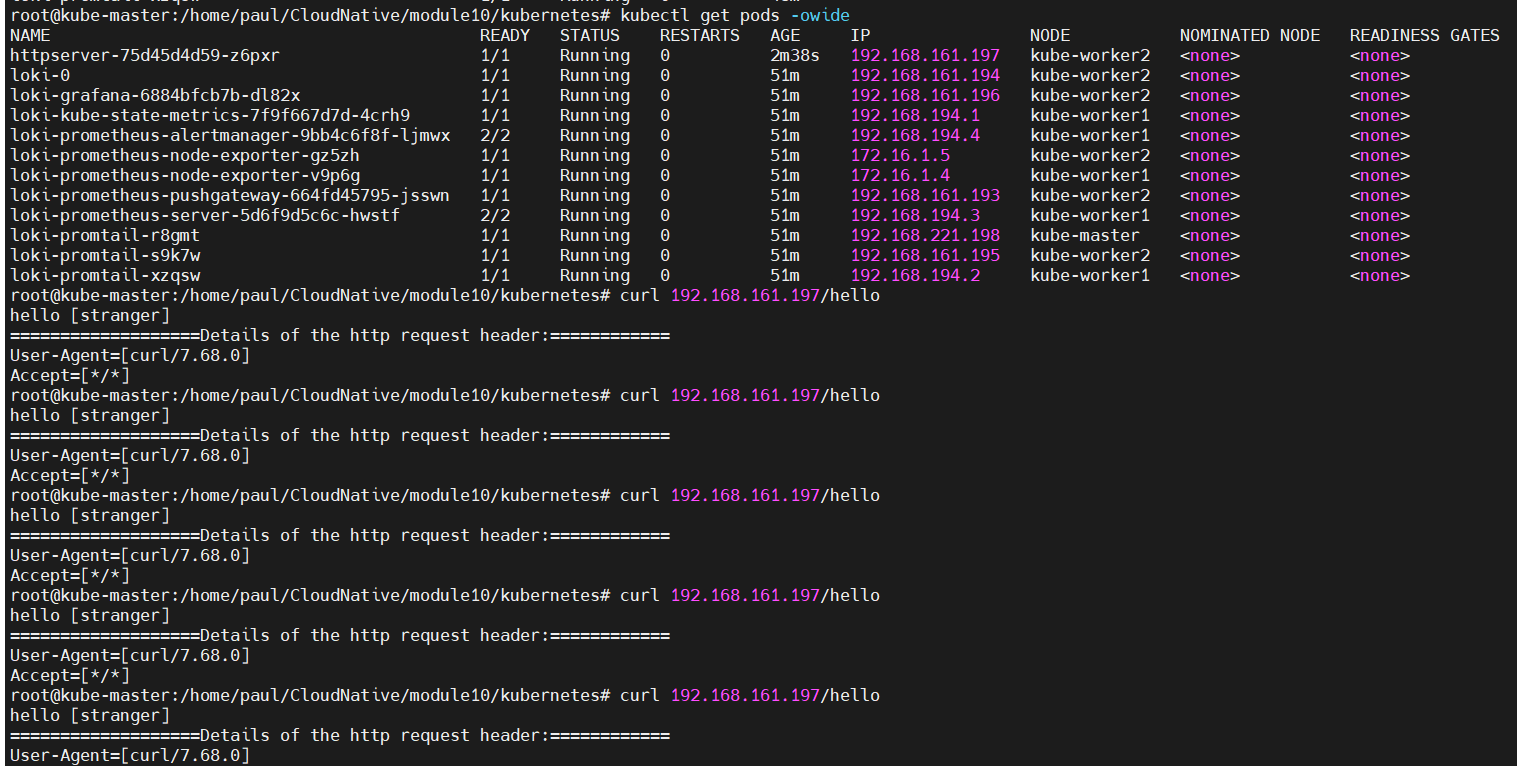 root@kube-master:/home/paul/CloudNative/module10/kubernetes# kubectl get pods -owide
NAME READY STATUS RESTARTS AGE IP NODE NOMINATED NODE READINESS GATES
httpserver-75d45d4d59-z6pxr 1/1 Running 0 2m38s 192.168.161.197 kube-worker2 <none> <none>
loki-0 1/1 Running 0 51m 192.168.161.194 kube-worker2 <none> <none>
loki-grafana-6884bfcb7b-dl82x 1/1 Running 0 51m 192.168.161.196 kube-worker2 <none> <none>
loki-kube-state-metrics-7f9f667d7d-4crh9 1/1 Running 0 51m 192.168.194.1 kube-worker1 <none> <none>
loki-prometheus-alertmanager-9bb4c6f8f-ljmwx 2/2 Running 0 51m 192.168.194.4 kube-worker1 <none> <none>
loki-prometheus-node-exporter-gz5zh 1/1 Running 0 51m 172.16.1.5 kube-worker2 <none> <none>
loki-prometheus-node-exporter-v9p6g 1/1 Running 0 51m 172.16.1.4 kube-worker1 <none> <none>
loki-prometheus-pushgateway-664fd45795-jsswn 1/1 Running 0 51m 192.168.161.193 kube-worker2 <none> <none>
loki-prometheus-server-5d6f9d5c6c-hwstf 2/2 Running 0 51m 192.168.194.3 kube-worker1 <none> <none>
loki-promtail-r8gmt 1/1 Running 0 51m 192.168.221.198 kube-master <none> <none>
loki-promtail-s9k7w 1/1 Running 0 51m 192.168.161.195 kube-worker2 <none> <none>
loki-promtail-xzqsw 1/1 Running 0 51m 192.168.194.2 kube-worker1 <none> <none>
root@kube-master:/home/paul/CloudNative/module10/kubernetes# curl 192.168.161.197/hello
hello [stranger]
===================Details of the http request header:============
User-Agent=[curl/7.68.0]
Accept=[*/*]
root@kube-master:/home/paul/CloudNative/module10/kubernetes# curl 192.168.161.197/hello
hello [stranger]
===================Details of the http request header:============
User-Agent=[curl/7.68.0]
Accept=[*/*]
root@kube-master:/home/paul/CloudNative/module10/kubernetes# curl 192.168.161.197/hello
hello [stranger]
===================Details of the http request header:============
User-Agent=[curl/7.68.0]
Accept=[*/*]
root@kube-master:/home/paul/CloudNative/module10/kubernetes# curl 192.168.161.197/hello
hello [stranger]
===================Details of the http request header:============
User-Agent=[curl/7.68.0]
Accept=[*/*]
root@kube-master:/home/paul/CloudNative/module10/kubernetes# curl 192.168.161.197/hello
hello [stranger]
===================Details of the http request header:============
User-Agent=[curl/7.68.0]